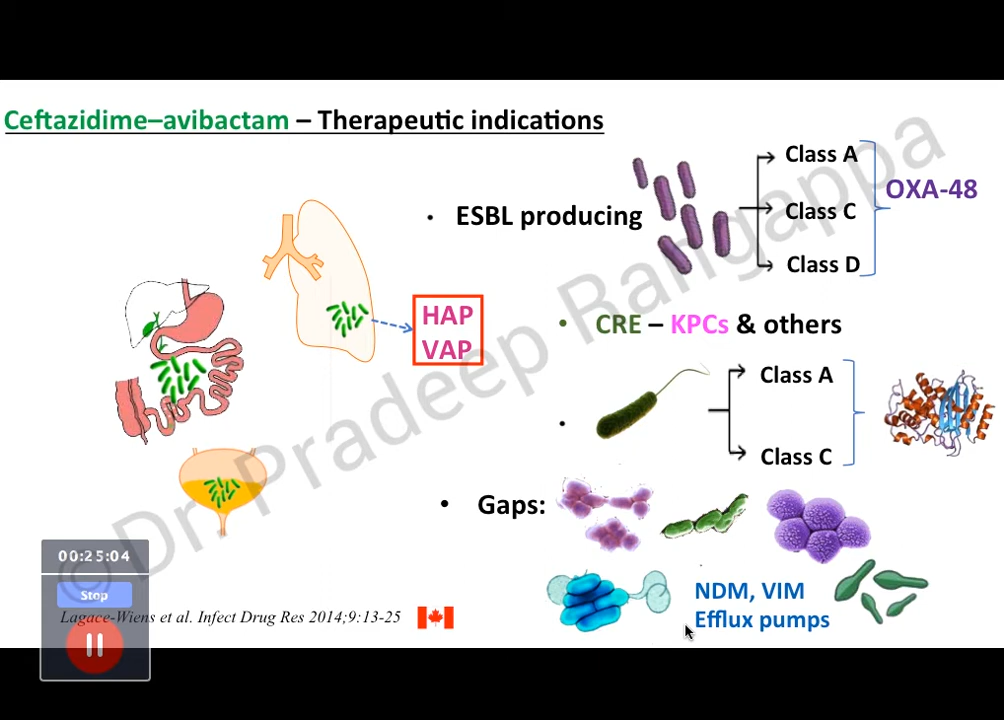 Ceftazidime–avibactam – Therapeutic indications
• ESBL producing
Class A
Class C
Class D
OXA-48
HAP
VAP
• CRE – KPCs & others
•
Class A
Class C
• Gaps:
NDM, VIM
Efflux pumps
00:25:04
Stop
Lagace-Wiens et al. Infect Drug Res 2014;9:13-25
© Dr. Pradeep Rangappa